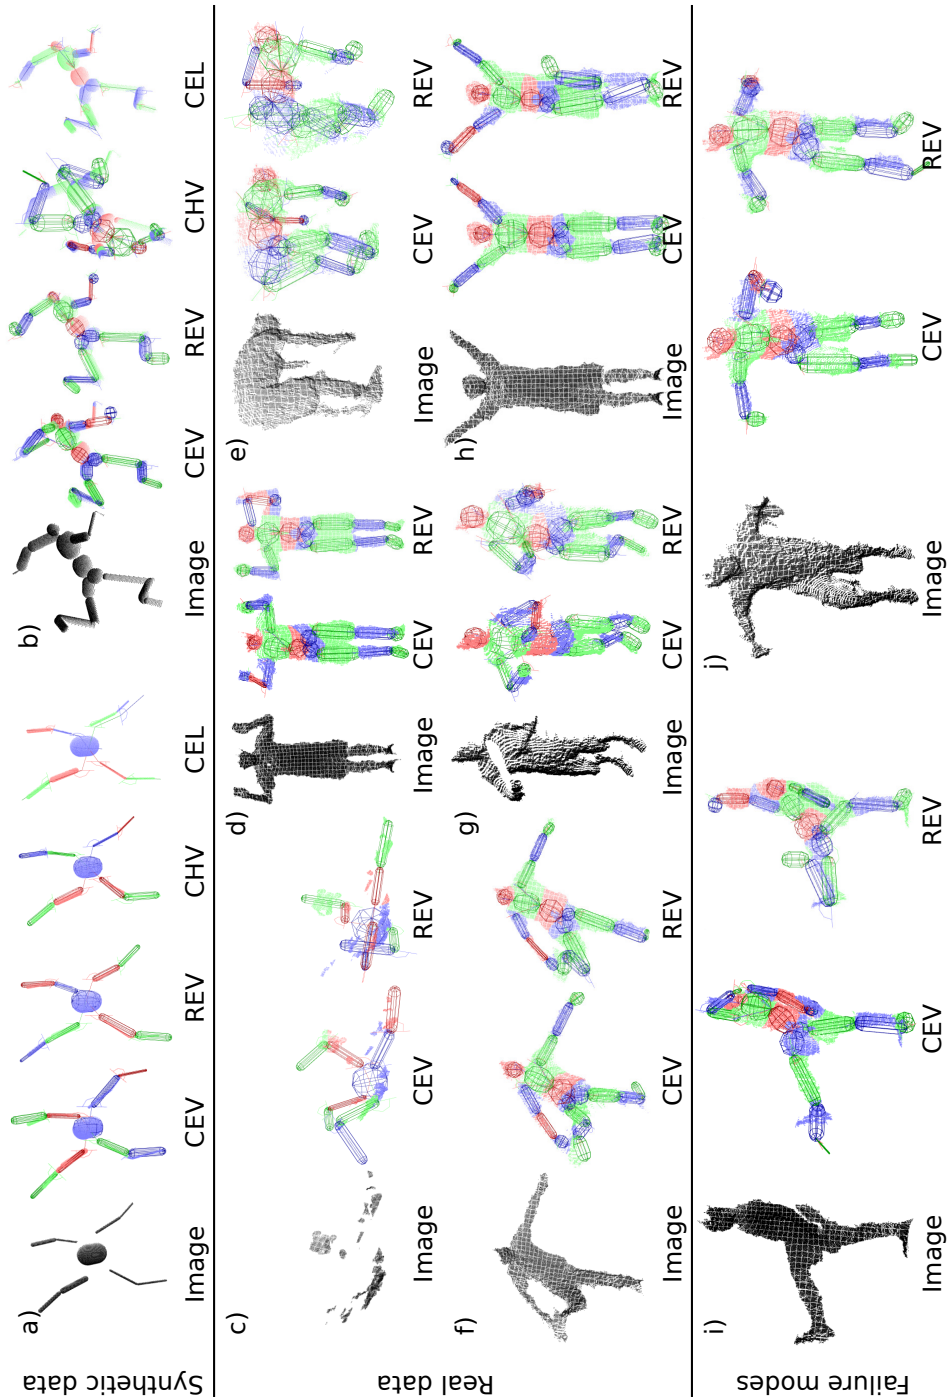 Synthetic data
a) b)
Image CEV REV CHV CEL Image CEV REV CHV CEL
Real data
c) d) e)
Image CEV REV Image CEV REV Image CEV REV
f) g) h)
Image CEV REV Image CEV REV Image CEV REV
Failure modes
i) j)
Image CEV REV Image CEV REV